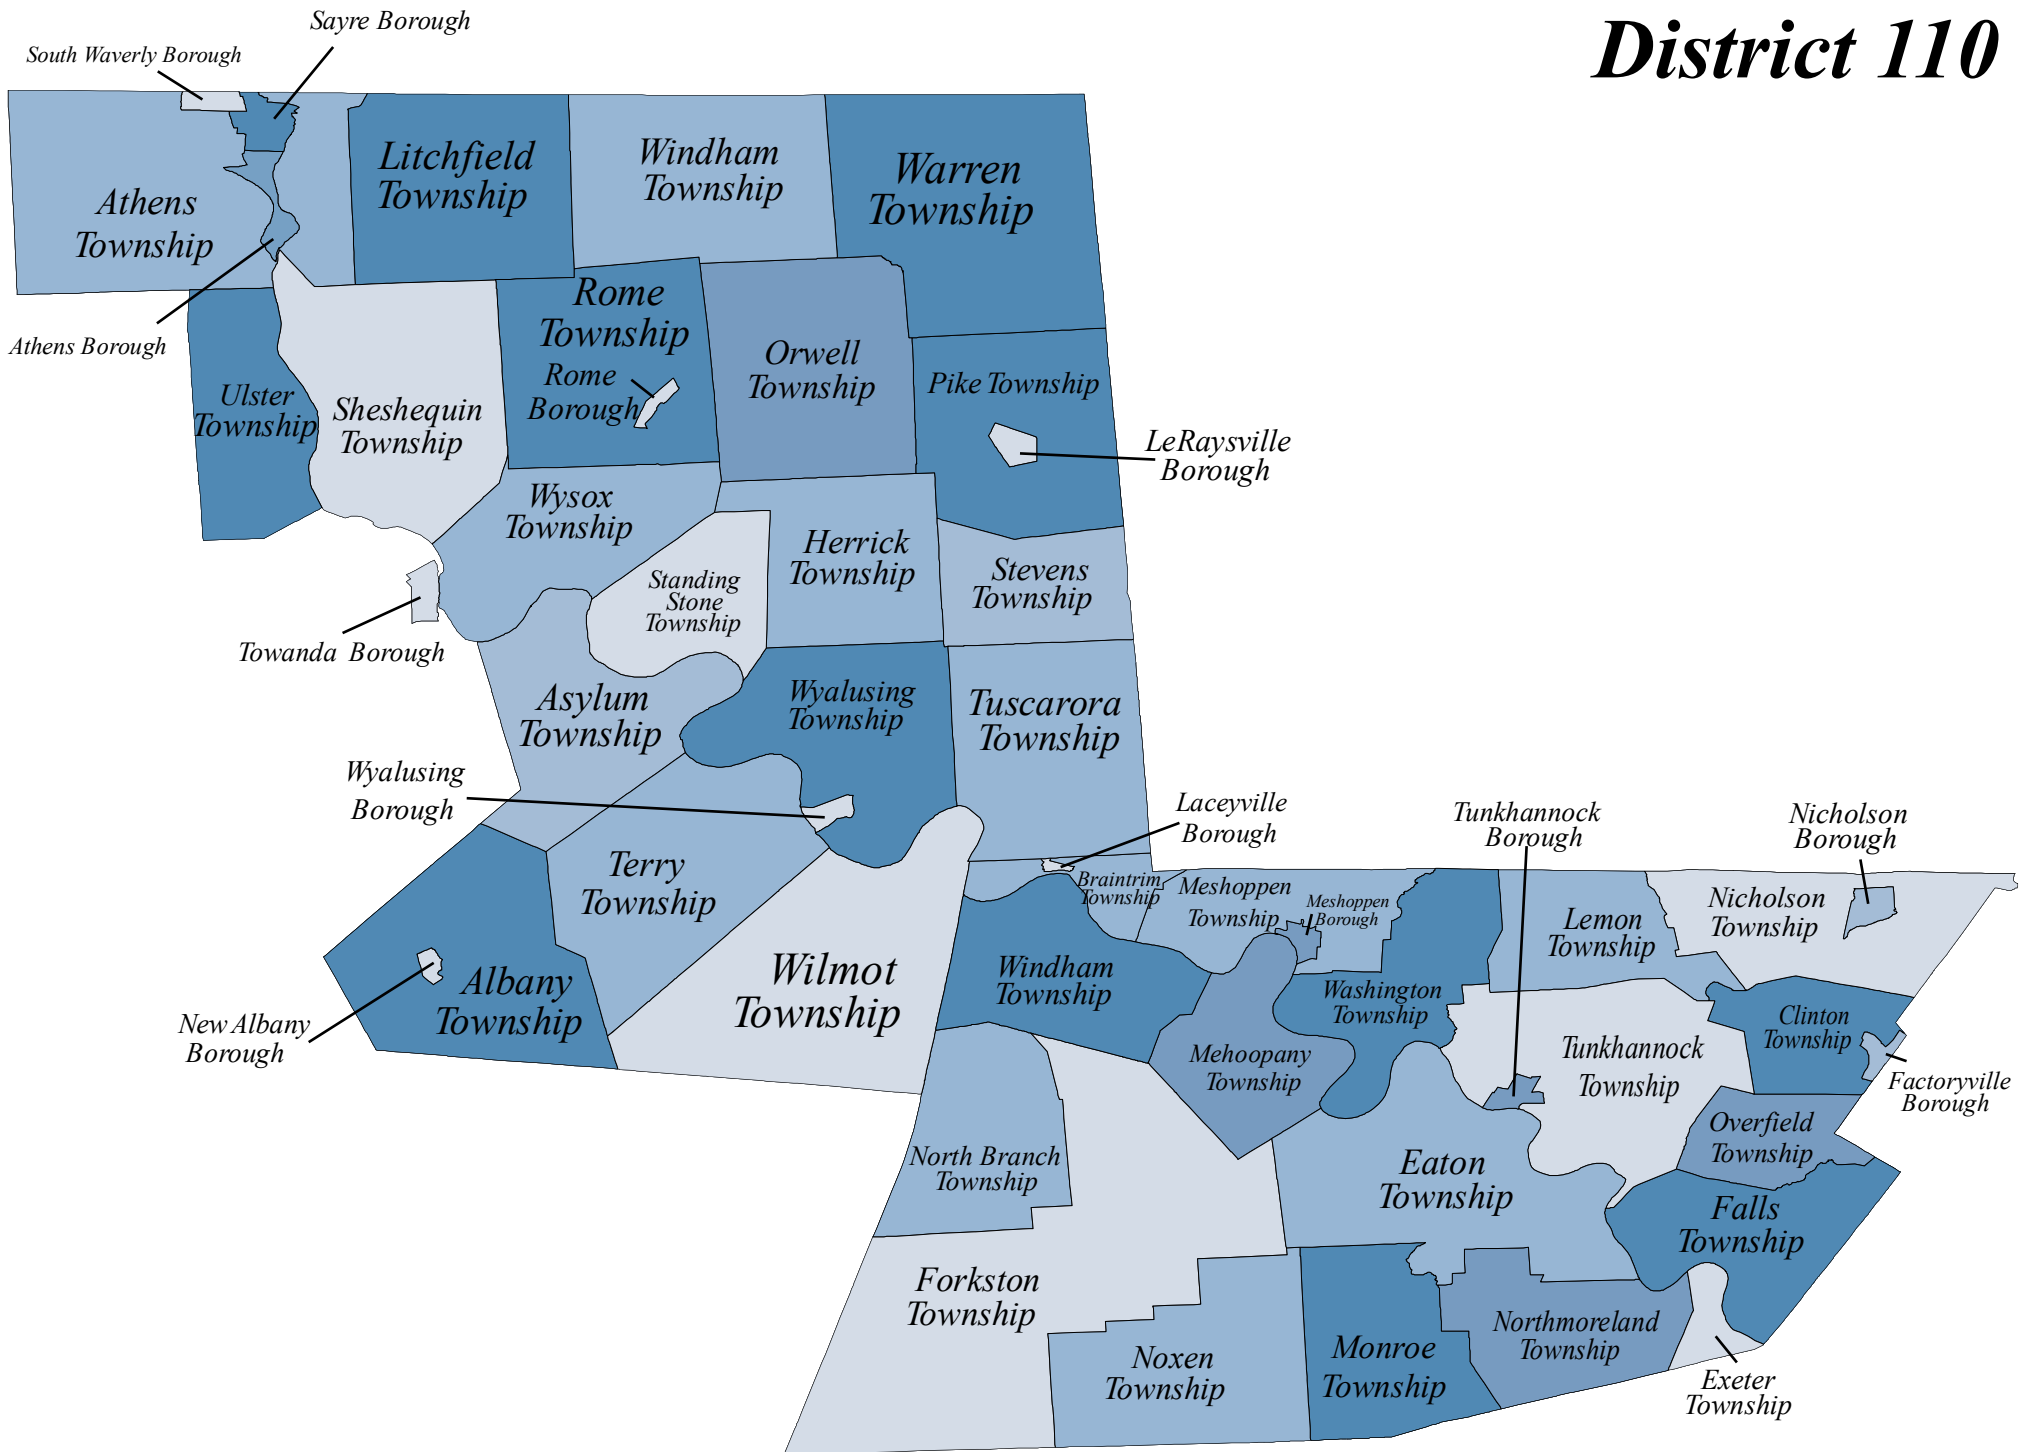 District 110
Sayre Borough
South Waverly Borough
Litchfield
Township
Windham
Township
Warren
Township
Athens
Township
Athens Borough
Rome
Township
Rome
Borough
Orwell
Township
Pike Township
Ulster
Township
Sheshequin
Township
LeRaysville
Borough
Wysox
Township
Herrick
Township
Standing
Stone
Township
Stevens
Township
Towanda Borough
Asylum
Township
Wyalusing
Township
Tuscarora
Township
Wyalusing
Borough
Laceyville
Borough
Tunkhannock
Borough
Nicholson
Borough
Terry
Township
Braintrim
Township
Meshoppen
Township
Meshoppen
Borough
Lemon
Township
Nicholson
Township
Albany
Township
Wilmot
Township
Windham
Township
Washington
Township
Clinton
Township
New Albany
Borough
Mehoopany
Township
Tunkhannock
Township
Factoryville
Borough
Overfield
Township
North Branch
Township
Eaton
Township
Falls
Township
Forkston
Township
Noxen
Township
Monroe
Township
Northmoreland
Township
Exeter
Township